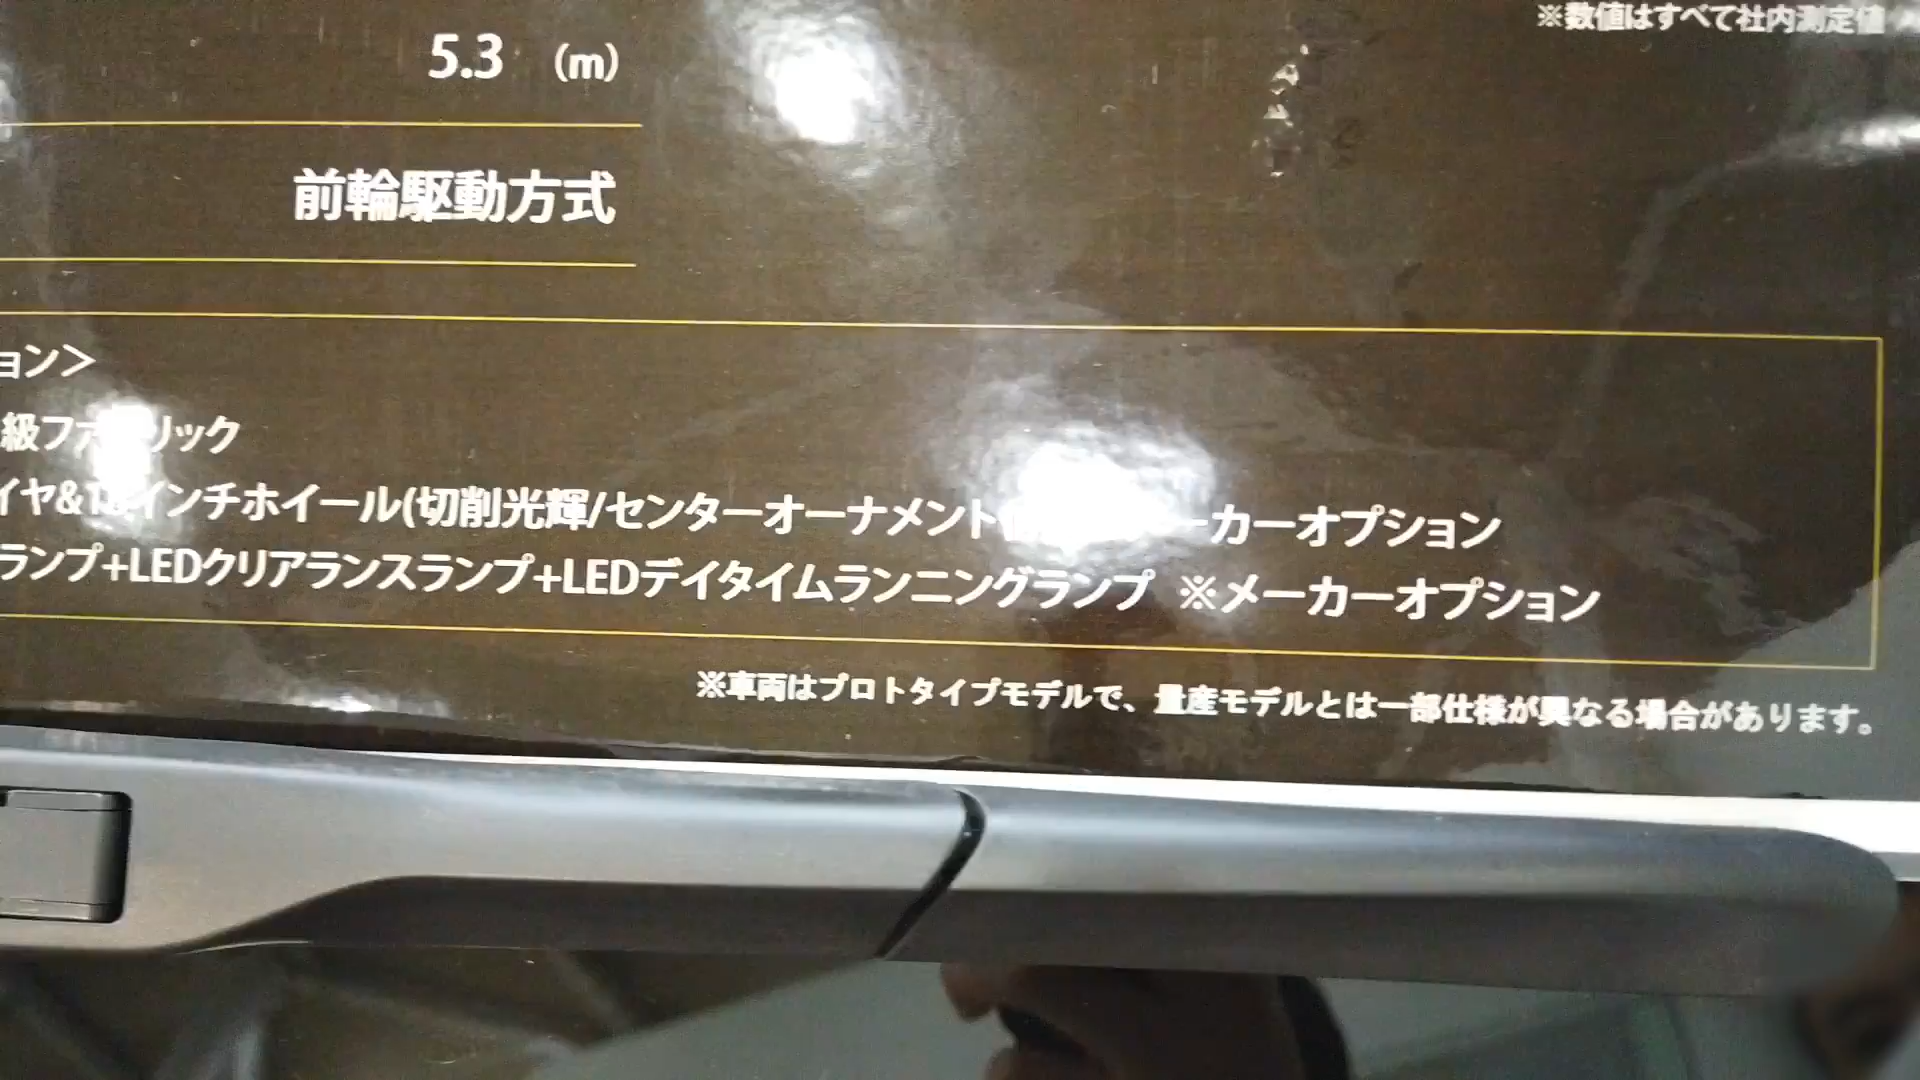 ※数値はすべて社内測定値
5.3 (m)
前輪駆動方式
ョン＞
級ファ リック
イヤ& インチホイール(切削光輝/センターオーナメント ーカーオプション
ランプ+LEDクリアランスランプ+LEDデイタイムランニングランプ ※メーカーオプション
※車両はプロトタイプモデルで、量産モデルとは一部仕様が異なる場合があります。